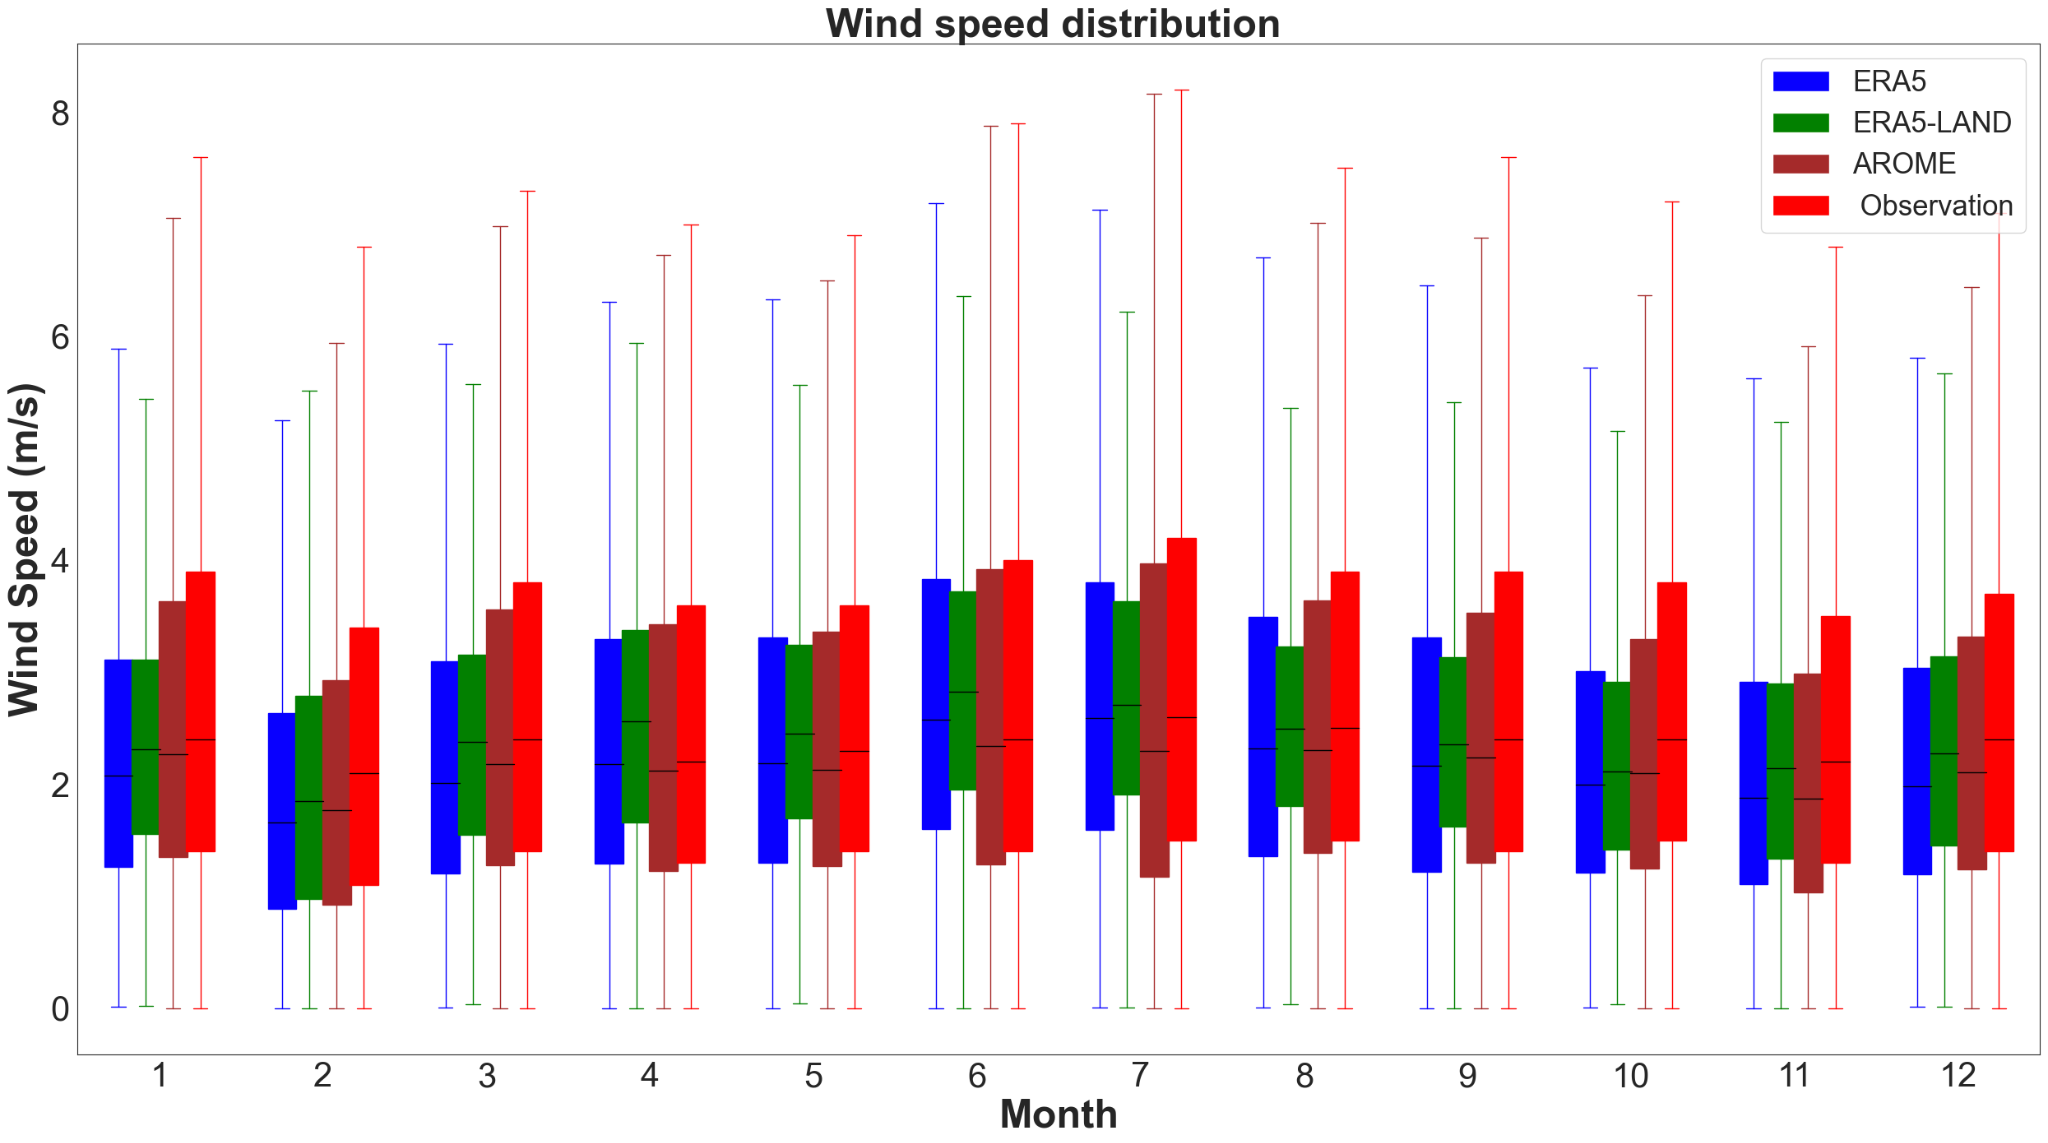 Wind speed distribution
ERA5
ERA5-LAND
AROME
Observation
Wind Speed (m/s)
8
6
4
2
0
1 2 3 4 5 6 7 8 9 10 11 12
Month